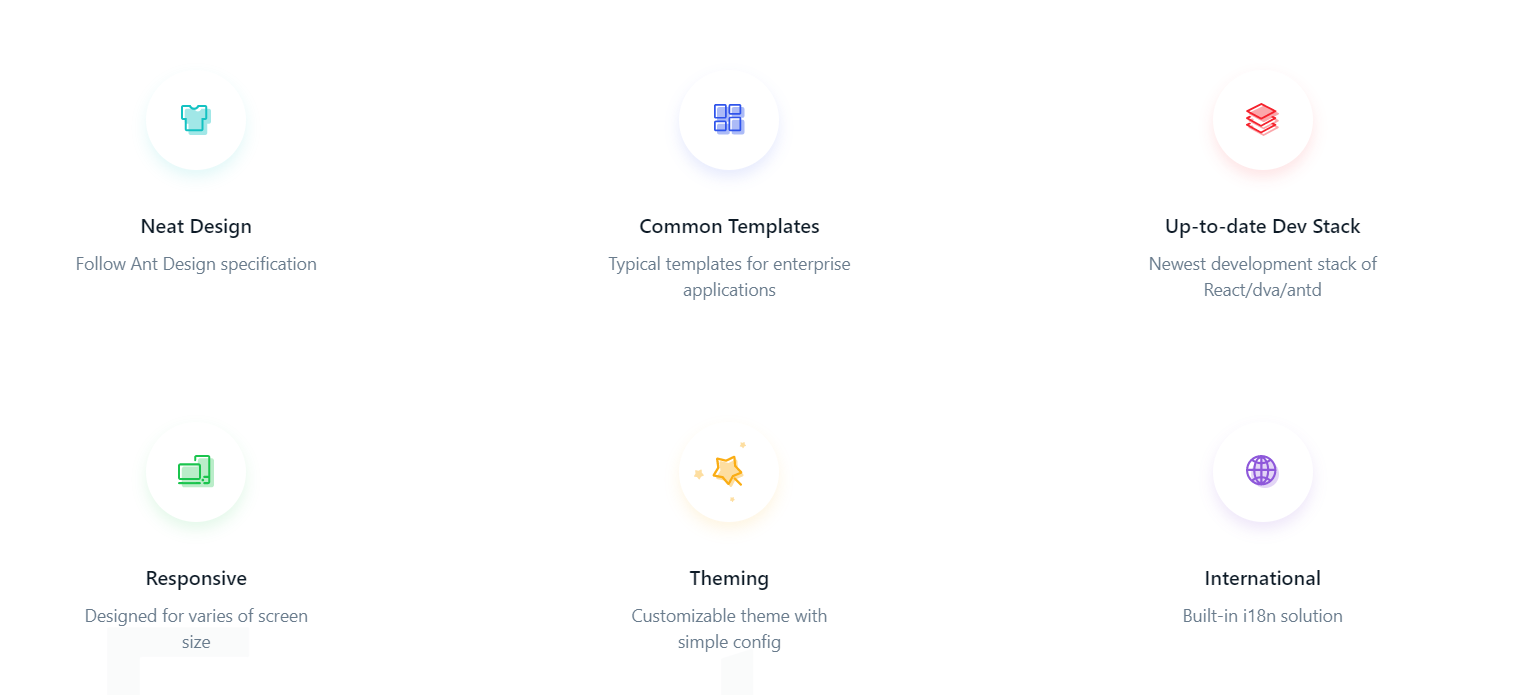 Neat Design
Follow Ant Design specification
Common Templates
Typical templates for enterprise
applications
Up-to-date Dev Stack
Newest development stack of
React/dva/antd
Responsive
Designed for varies of screen
size
Theming
Customizable theme with
simple config
International
Built-in i18n solution